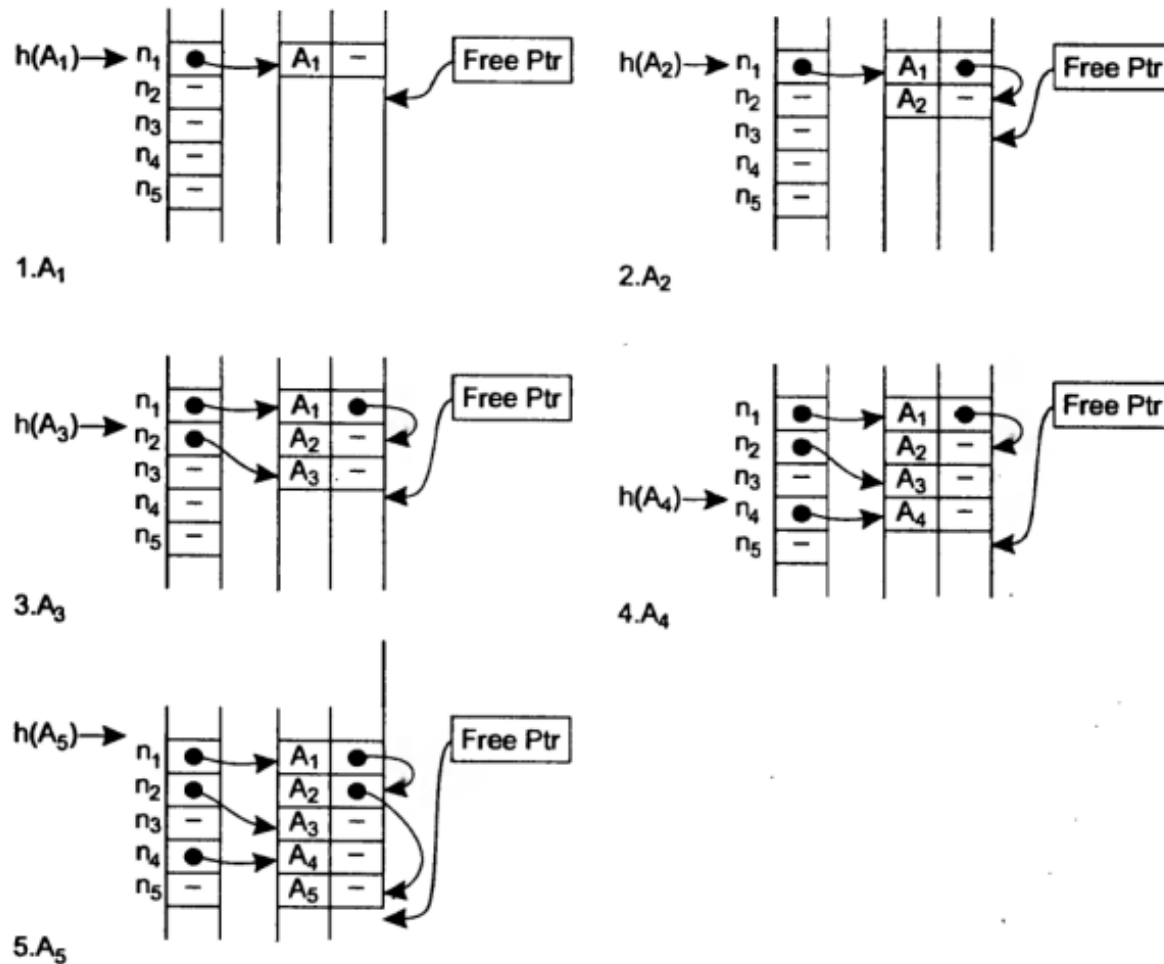 h(A₁) n₁ A₁ – Free Ptr
n₂ –
n₃ –
n₄ –
n₅ –
1.A₁
h(A₂) n₁ A₁ Free Ptr
n₂ – A₂ –
n₃ –
n₄ –
n₅ –
2.A₂
h(A₃) n₁ A₁ Free Ptr
n₂ A₂ –
n₃ – A₃ –
n₄ –
n₅ –
3.A₃
n₁ A₁ Free Ptr
n₂ A₂ –
n₃ – A₃ –
h(A₄) n₄ A₄ –
n₅ –
4.A₄
h(A₅) Free Ptr
n₁ A₁
n₂ A₂
n₃ – A₃ –
n₄ A₄ –
n₅ – A₅ –
5.A₅